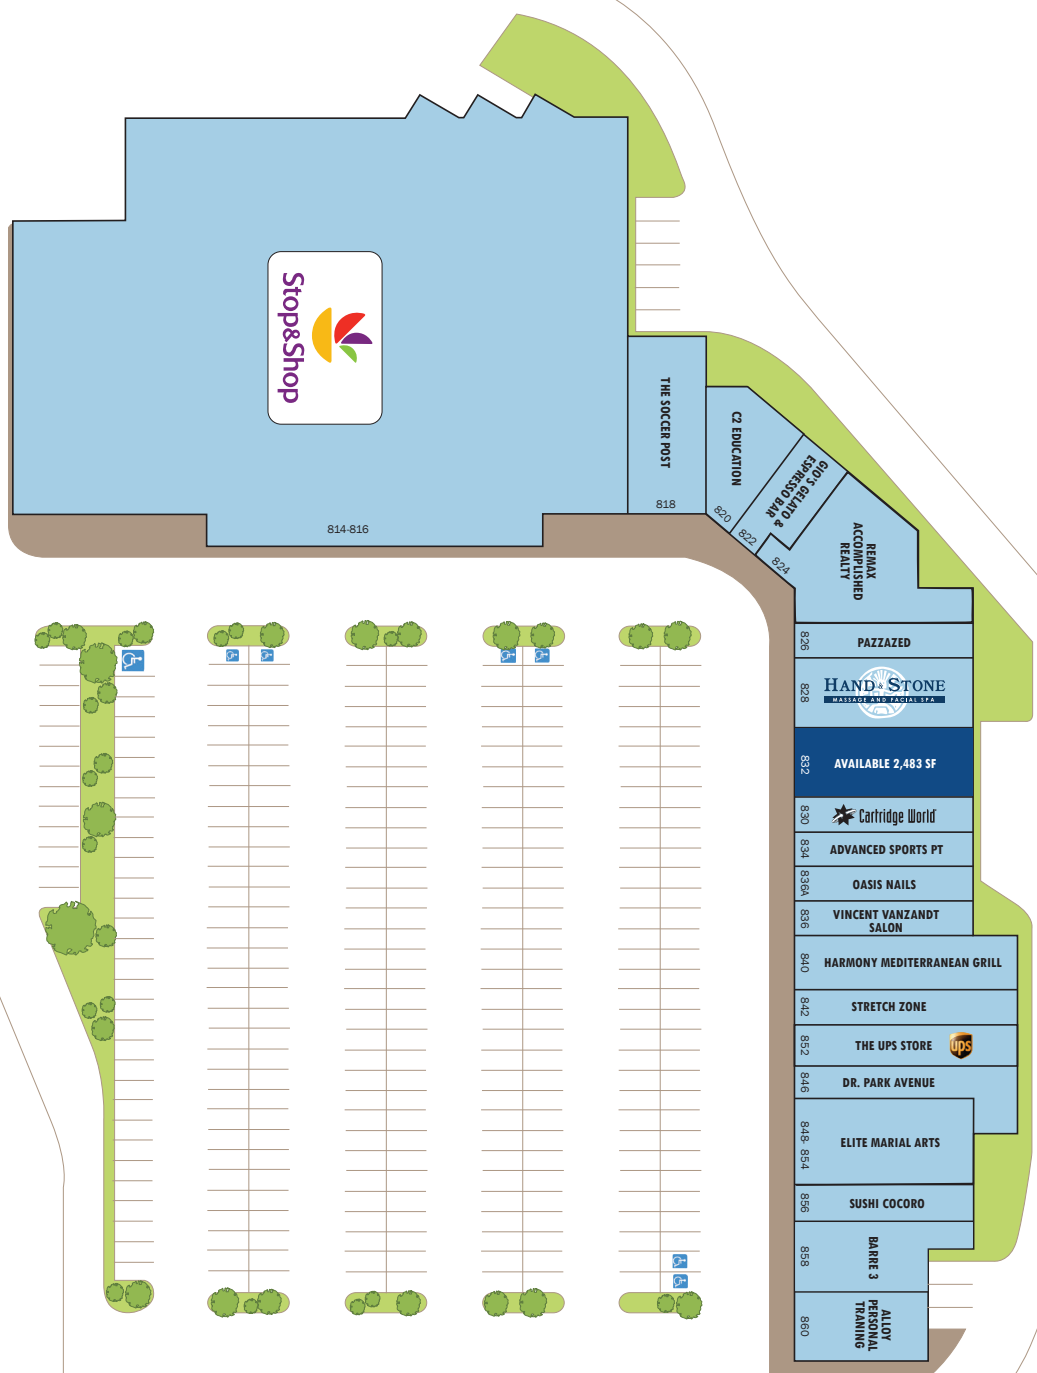 Stop&Shop
814-816
THE SOCCER POST
818
C2 EDUCATION
820
GIO'S GELATO &
ESPRESSO BAR
822
REMAX
ACCOMPLISHED
REALTY
824
826
PAZZAZED
828
HAND & STONE
MASSAGE AND FACIAL SPA
832
AVAILABLE 2,483 SF
830
Cartridge World
834
ADVANCED SPORTS PT
836A
OASIS NAILS
836
VINCENT VANZANDT
SALON
840
HARMONY MEDITERRANEAN GRILL
842
STRETCH ZONE
852
THE UPS STORE
ups
846
DR. PARK AVENUE
848- 854
ELITE MARIAL ARTS
856
SUSHI COCORO
858
BARRE 3
860
ALLOY
PERSONAL
TRANING